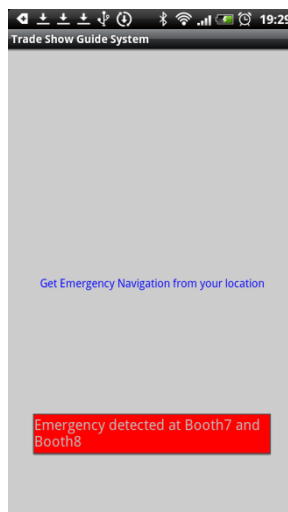 19:29
Trade Show Guide System
Get Emergency Navigation from your location
Emergency detected at Booth7 and
Booth8